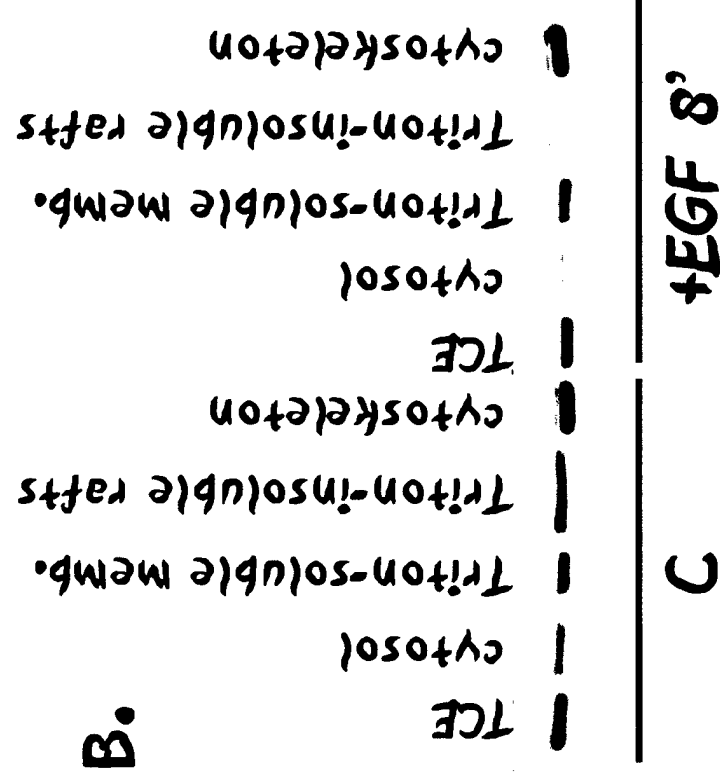 B.
TCE
cytosol
Triton-soluble memb.
Triton-insoluble rafts
cytoskeleton
TCE
cytosol
Triton-soluble memb.
Triton-insoluble rafts
cytoskeleton
C
+EGF 8'